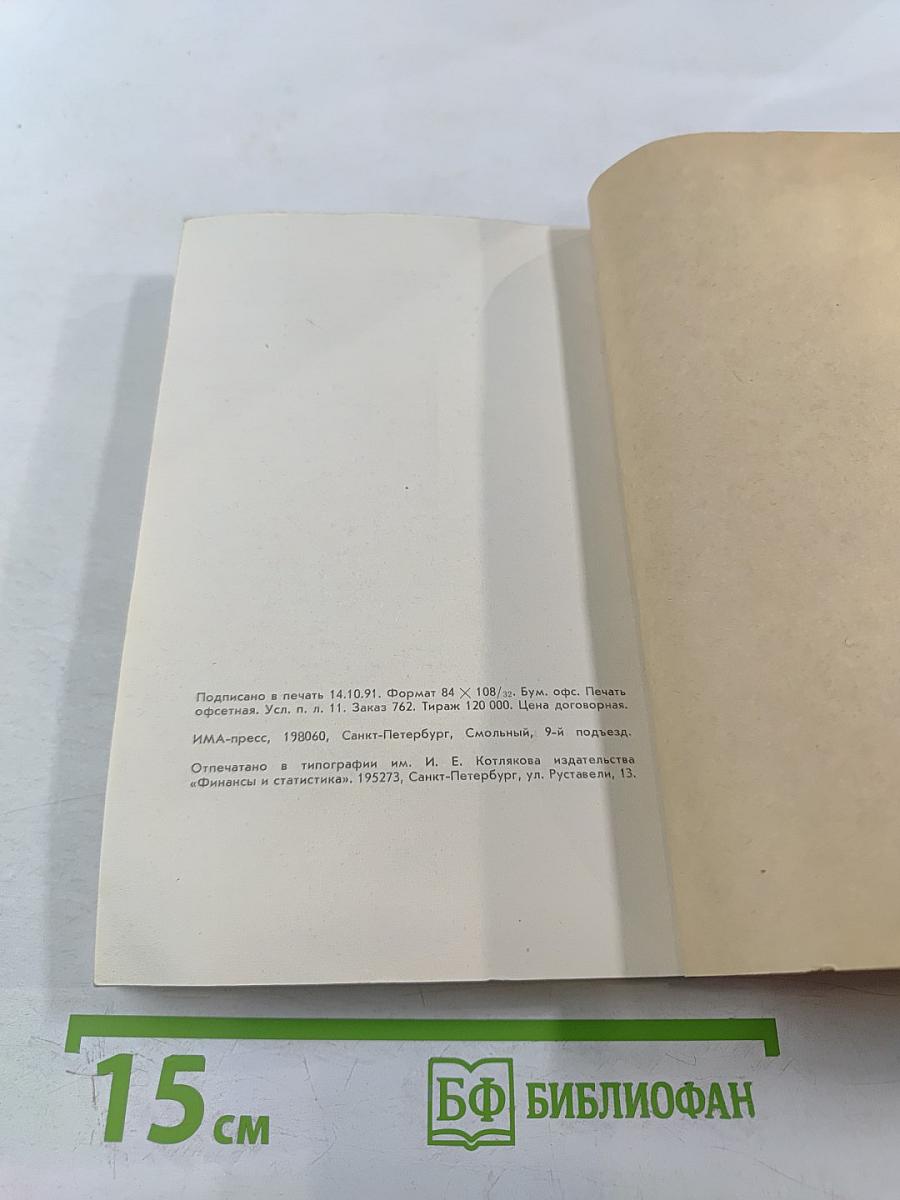 Подписано в печать 14.10.91. Формат 84 × 108/32. Бум. офс. Печать
офсетная. Усл. п. л. 11. Заказ 762. Тираж 120 000. Цена договорная.
ИМА-пресс, 198060, Санкт-Петербург, Смольный, 9-й подъезд.
Отпечатано в типографии им. И. Е. Котлякова издательства
«Финансы и статистика». 195273, Санкт-Петербург, ул. Руставели, 13.
15 см
БФ БИБЛИОФАН